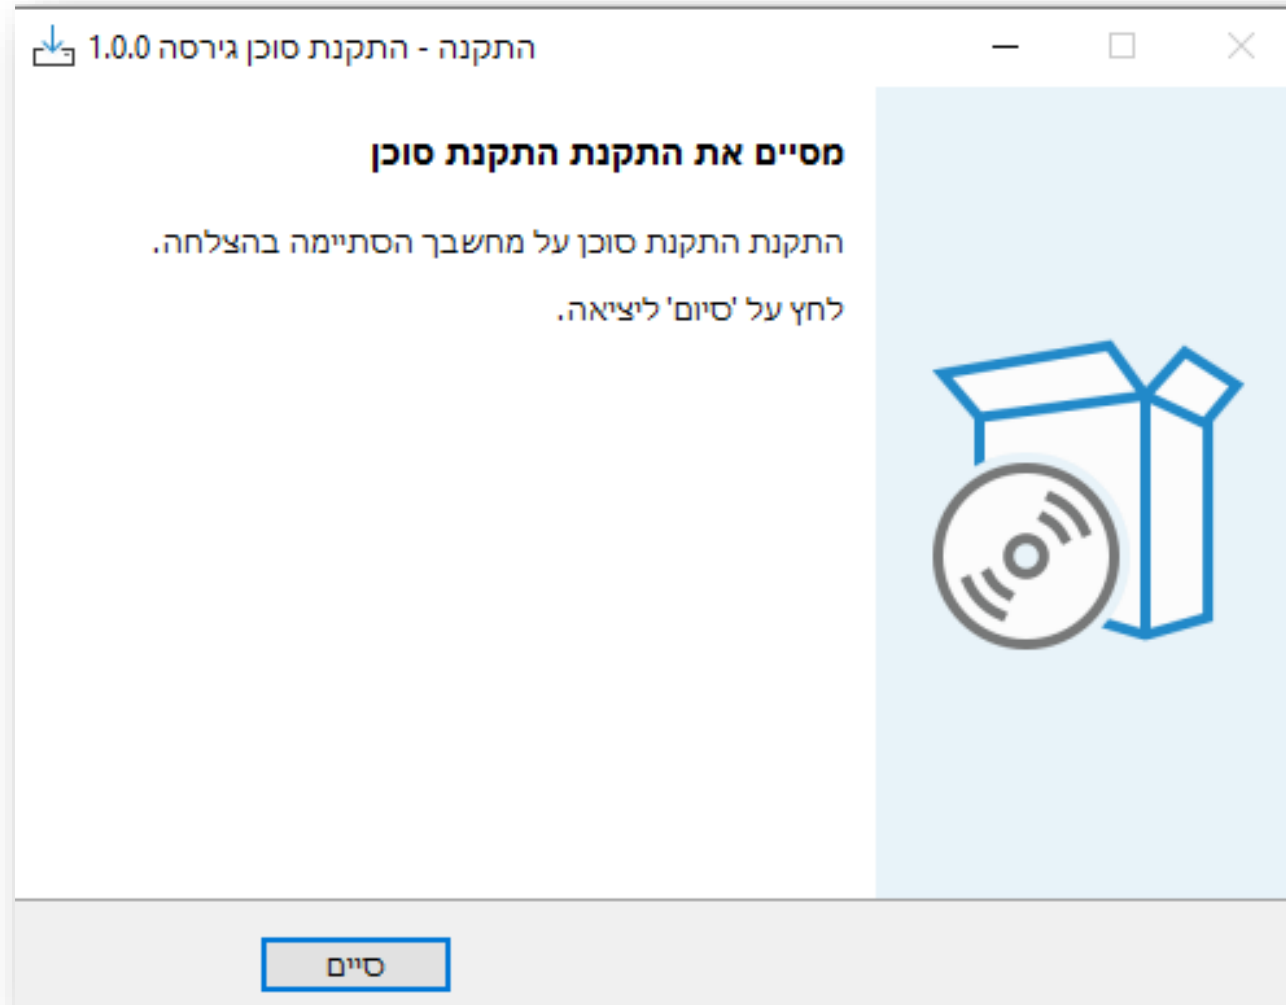 התקנה - התקנת סוכן גירסה 1.0.0
מסיים את התקנת התקנת סוכן
התקנת התקנת סוכן על מחשבך הסתיימה בהצלחה.
לחץ על 'סיום' ליציאה.
סיים